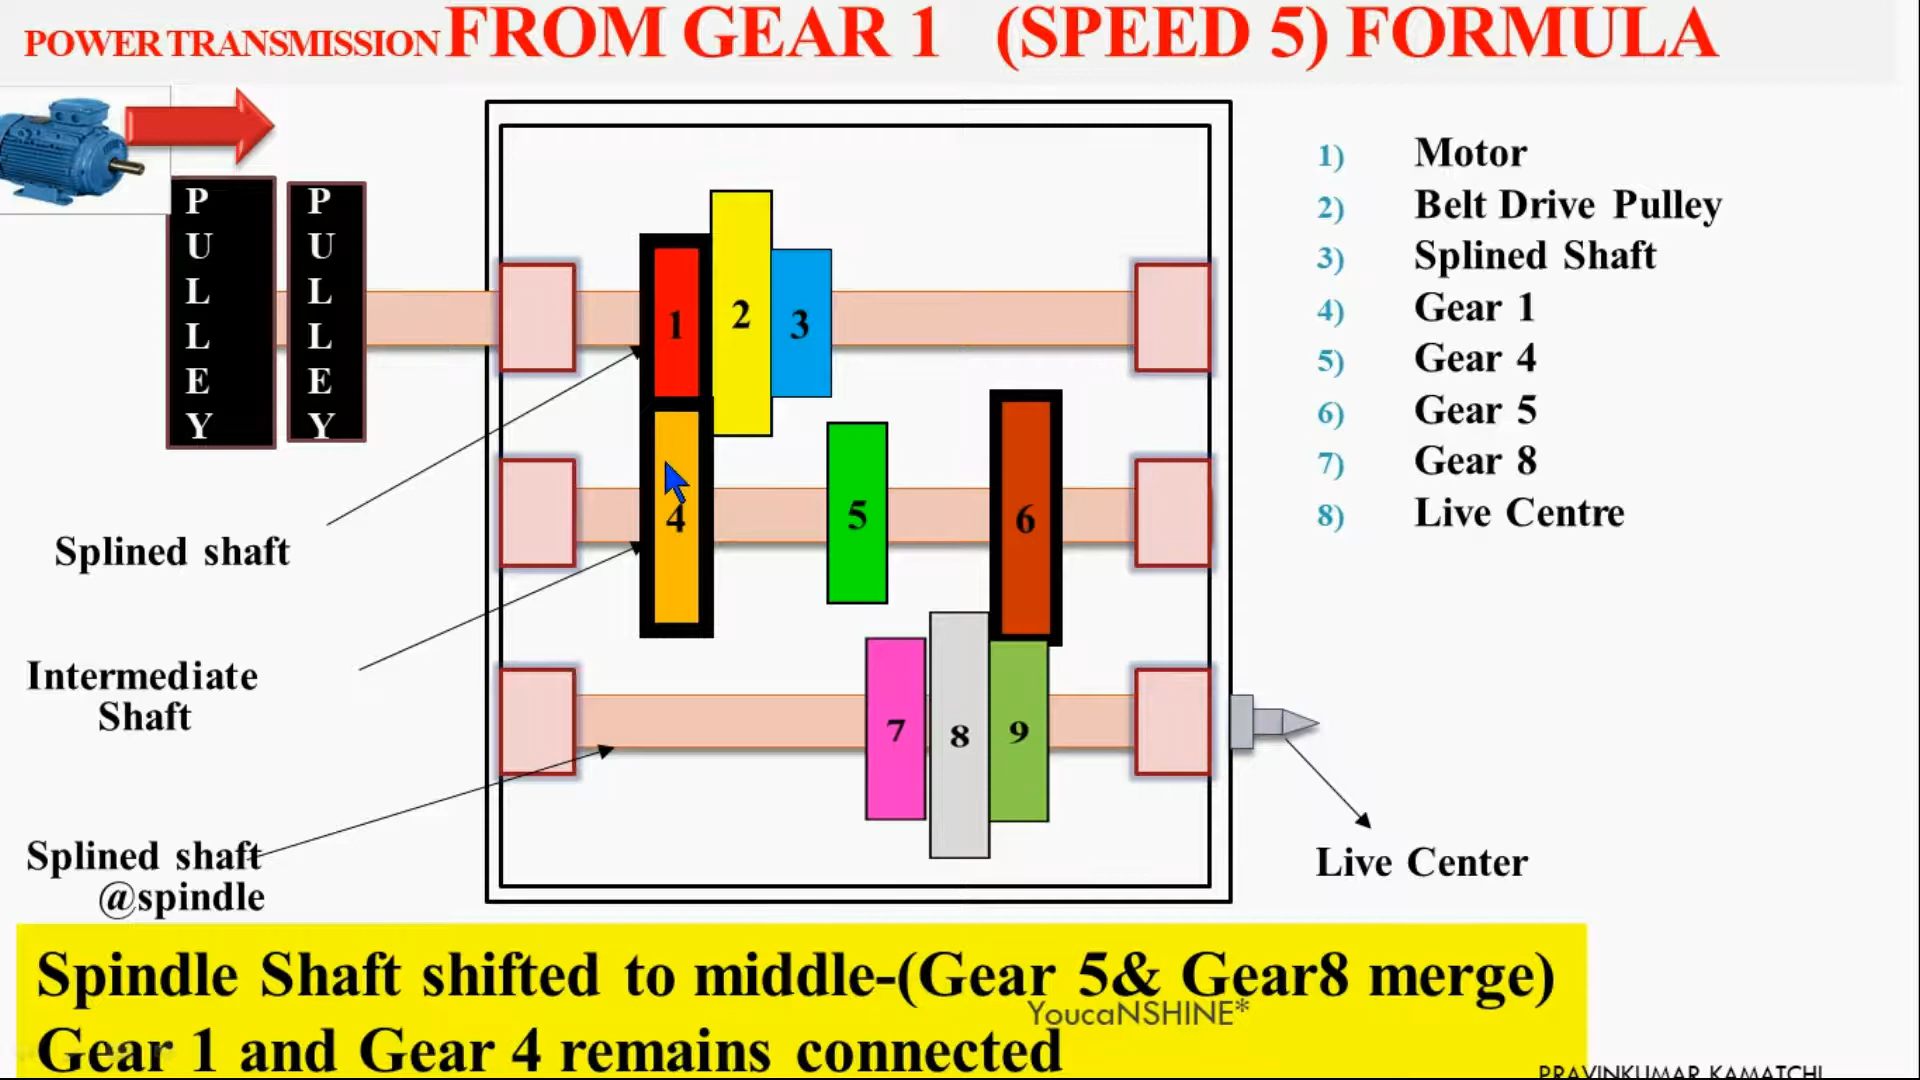 POWER TRANSMISSION FROM GEAR 1 (SPEED 5) FORMULA
PULLEY
PULLEY
1
2
3
4
5
6
7
8
9
Splined shaft
Intermediate
Shaft
Splined shaft
@spindle
1) Motor
2) Belt Drive Pulley
3) Splined Shaft
4) Gear 1
5) Gear 4
6) Gear 5
7) Gear 8
8) Live Centre
Live Center
Spindle Shaft shifted to middle-(Gear 5& Gear8 merge)
YoucaNSHINE*
Gear 1 and Gear 4 remains connected
PRAVINKUMAR KAMATCHI